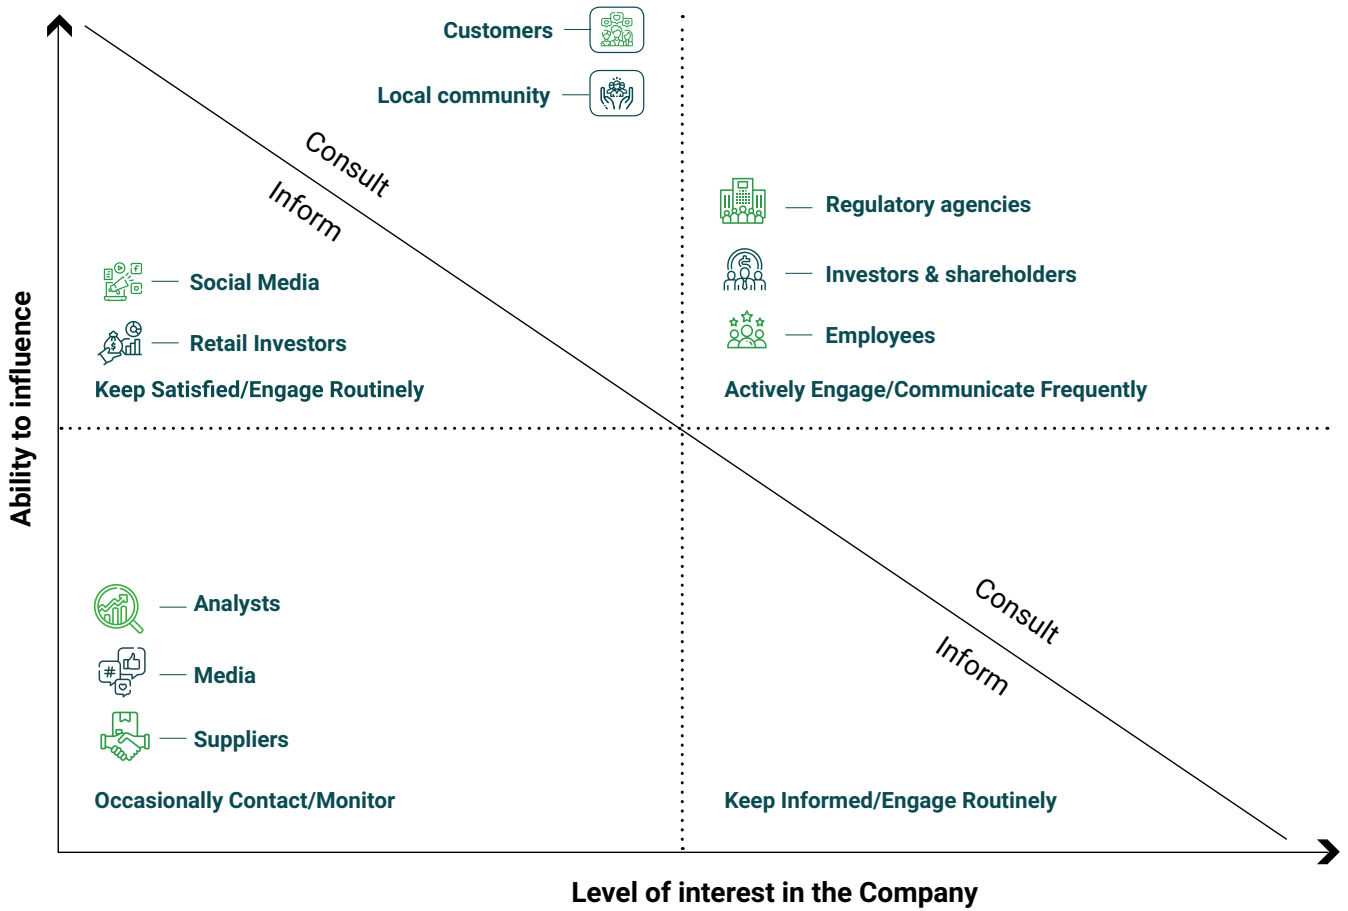 Customers
Local community
Consult
Inform
Regulatory agencies
Investors & shareholders
Employees
Social Media
Retail Investors
Keep Satisfied/Engage Routinely
Actively Engage/Communicate Frequently
Ability to influence
Analysts
Media
Suppliers
Consult
Inform
Occasionally Contact/Monitor
Keep Informed/Engage Routinely
Level of interest in the Company